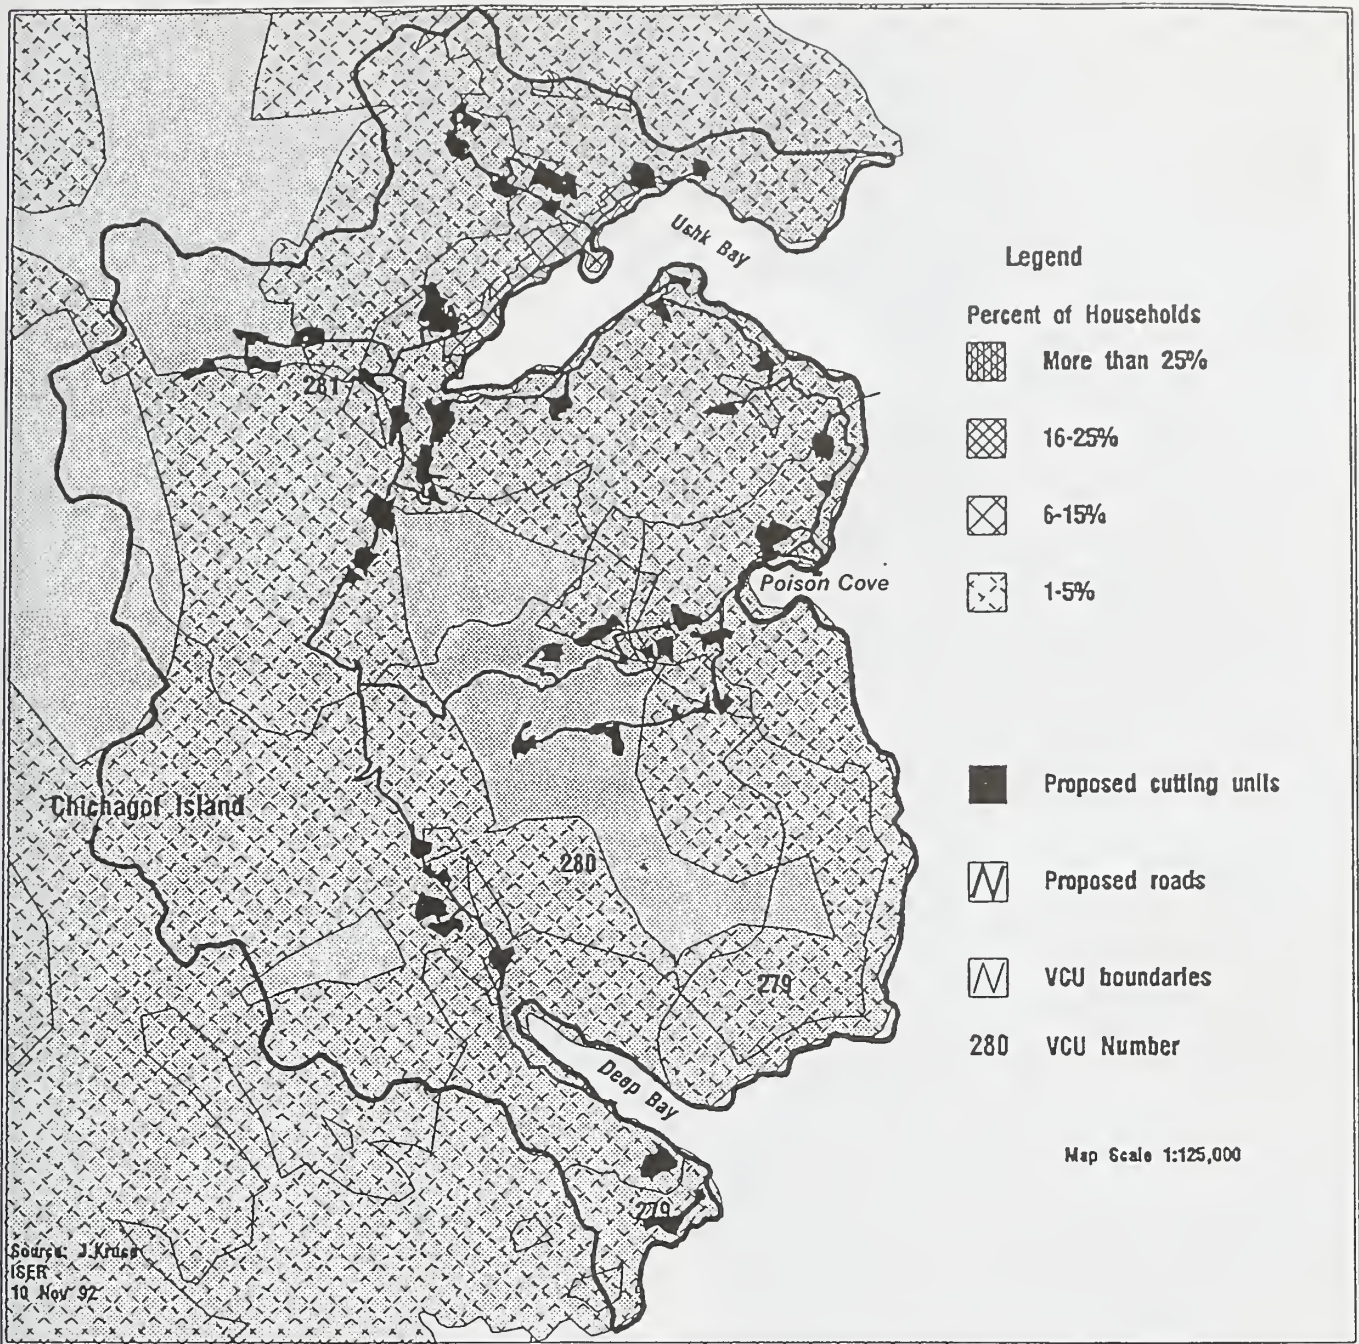 Ushk Bay
Legend
Percent of Households
More than 25%
16-25%
281
6-15%
Poison Cove
1-5%
Proposed cutting units
Chichagof Island
280
Proposed roads
279
VCU boundaries
280 VCU Number
Deep Bay
Map Scale 1:125,000
279
Source: J.Kruse
ISER
10 Nov 92